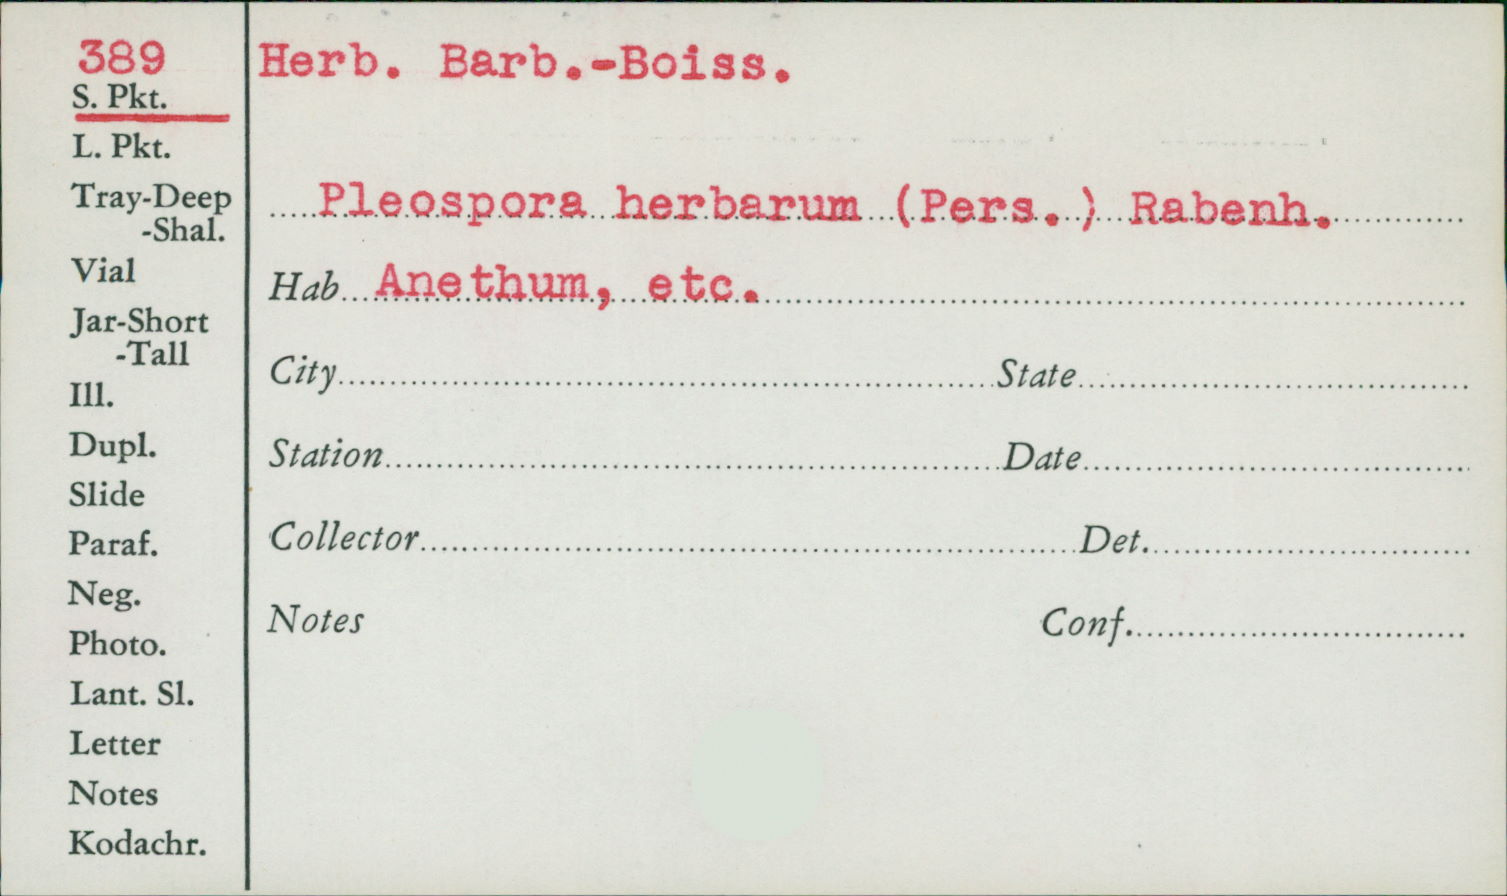 389
S. Pkt.
L. Pkt.
Tray-Deep
-Shal.
Vial
Jar-Short
-Tall
Ill.
Dupl.
Slide
Paraf.
Neg.
Photo.
Lant. Sl.
Letter
Notes
Kodachr.
Herb. Barb.-Boiss.
Pleospora herbarum (Pers.) Rabenh.
Hab Anethum, etc.
City State
Station Date
Collector Det.
Notes Conf.